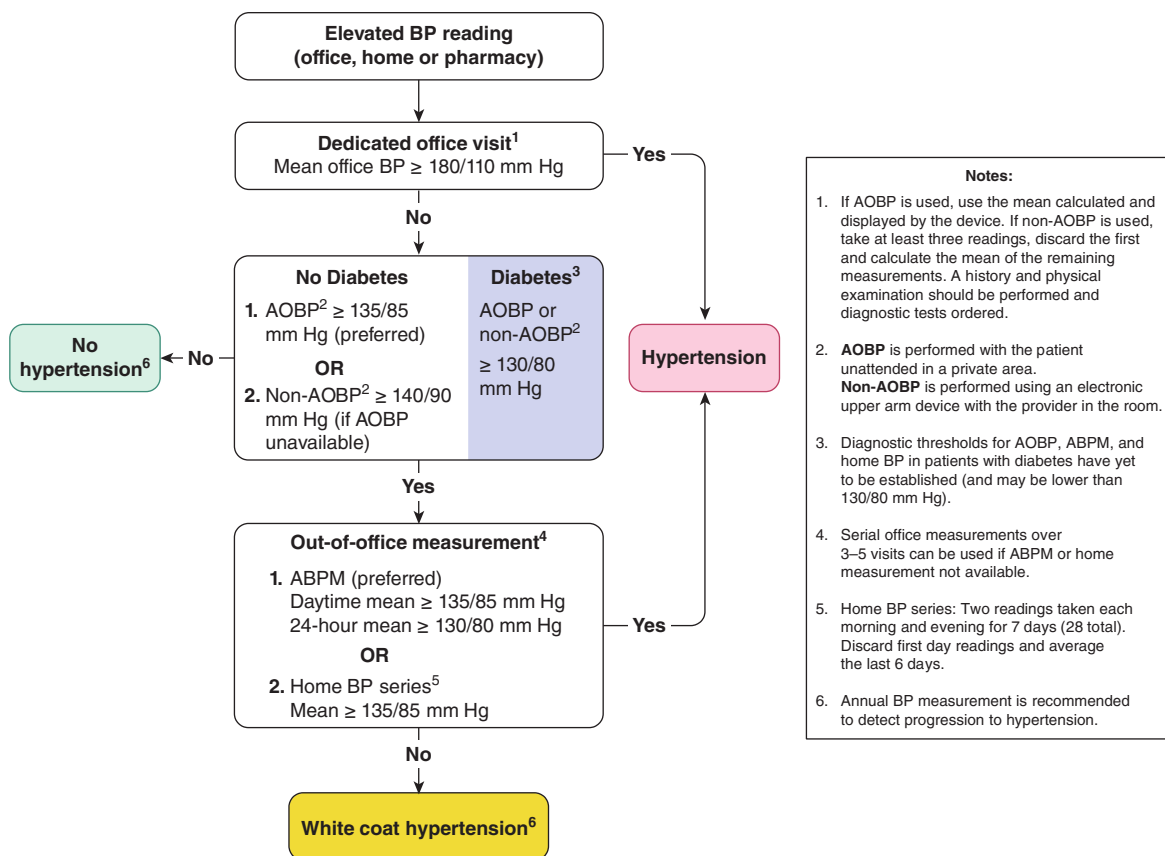 Elevated BP reading
(office, home or pharmacy)
Dedicated office visit¹
Mean office BP ≥ 180/110 mm Hg
Yes
No
No Diabetes
1. AOBP² ≥ 135/85
mm Hg (preferred)
OR
2. Non-AOBP² ≥ 140/90
mm Hg (if AOBP
unavailable)
Diabetes³
AOBP or
non-AOBP²
≥ 130/80
mm Hg
No
No
hypertension⁶
Hypertension
Yes
Out-of-office measurement⁴
1. ABPM (preferred)
Daytime mean ≥ 135/85 mm Hg
24-hour mean ≥ 130/80 mm Hg
OR
2. Home BP series⁵
Mean ≥ 135/85 mm Hg
Yes
No
White coat hypertension⁶
Notes:
1. If AOBP is used, use the mean calculated and
displayed by the device. If non-AOBP is used,
take at least three readings, discard the first
and calculate the mean of the remaining
measurements. A history and physical
examination should be performed and
diagnostic tests ordered.
2. AOBP is performed with the patient
unattended in a private area.
Non-AOBP is performed using an electronic
upper arm device with the provider in the room.
3. Diagnostic thresholds for AOBP, ABPM, and
home BP in patients with diabetes have yet
to be established (and may be lower than
130/80 mm Hg).
4. Serial office measurements over
3–5 visits can be used if ABPM or home
measurement not available.
5. Home BP series: Two readings taken each
morning and evening for 7 days (28 total).
Discard first day readings and average
the last 6 days.
6. Annual BP measurement is recommended
to detect progression to hypertension.